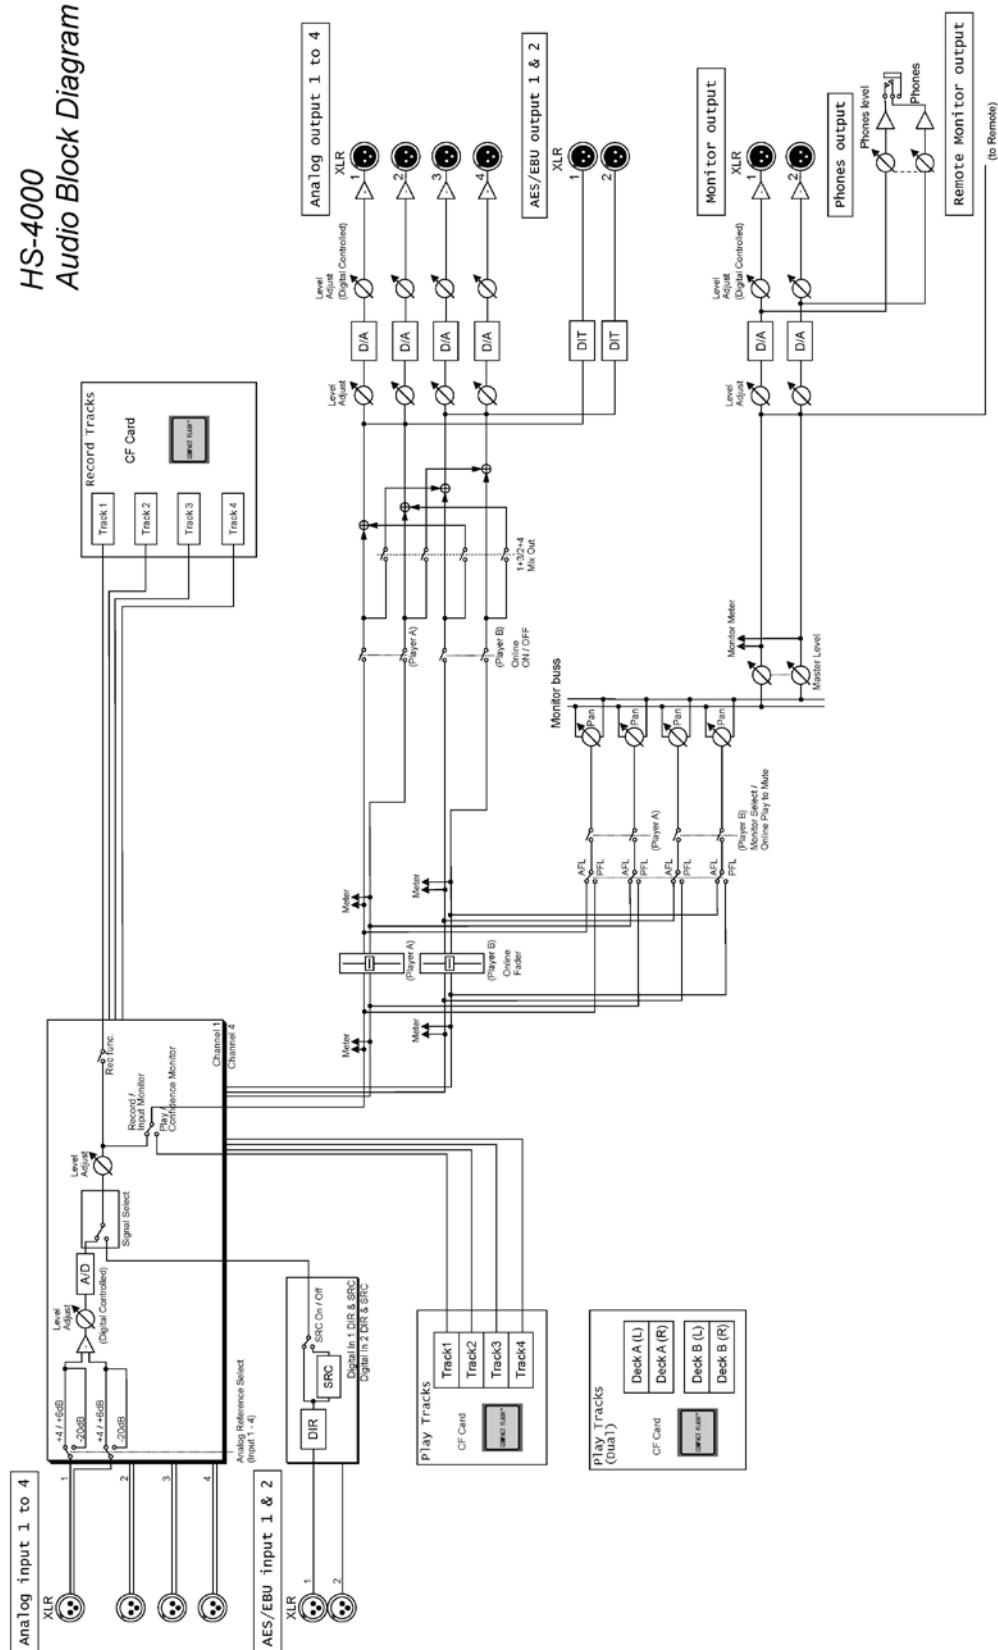 HS-4000
Audio Block Diagram
Analog input 1 to 4
XLR
1
2
3
4
+4 / +6dB
-20dB
+4 / +6dB
-20dB
Analog Reference Select
(Input 1 - 4)
Level
Adjust
(Digital Controlled)
A/D
Signal Select
Level
Adjust
Record /
Input Monitor
Play /
Confidence Monitor
Rec func.
Channel 1
Channel 4
AES/EBU input 1 & 2
XLR
1
2
DIR
SRC
SRC On / Off
Digital In 1 DIR & SRC
Digital In 2 DIR & SRC
Record Tracks
CF Card
COMPACT FLASH™
Track 1
Track 2
Track 3
Track 4
Play Tracks
CF Card
COMPACT FLASH™
Track1
Track2
Track3
Track4
Play Tracks
(Dual)
CF Card
COMPACT FLASH™
Deck A (L)
Deck A (R)
Deck B (L)
Deck B (R)
Meter
Meter
(Player A)
(Player B)
Online
Fader
Meter
Meter
AFL
PFL
AFL
PFL
AFL
PFL
AFL
PFL
(Player A)
(Player B)
Monitor Select /
Online Play to Mute
Pan
Pan
Pan
Pan
Monitor buss
Monitor Meter
Master Level
(Player A)
(Player B)
Online
ON / OFF
1+3/2+4
Mix Out
Level
Adjust
D/A
D/A
D/A
D/A
Level
Adjust
(Digital Controlled)
XLR
1
2
3
4
Analog output 1 to 4
DIT
DIT
XLR
1
2
AES/EBU output 1 & 2
Level
Adjust
D/A
D/A
Level
Adjust
(Digital Controlled)
XLR
1
2
Monitor output
Phones level
Phones
Phones output
Remote Monitor output
(to Remote)